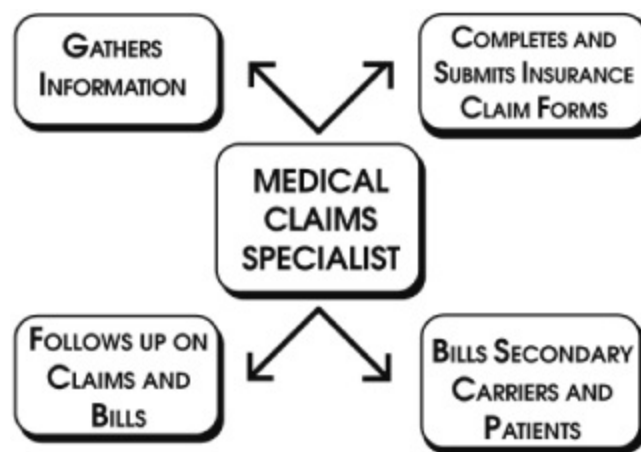 GATHERS
INFORMATION
COMPLETES AND
SUBMITS INSURANCE
CLAIM FORMS
MEDICAL
CLAIMS
SPECIALIST
FOLLOWS UP ON
CLAIMS AND
BILLS
BILLS SECONDARY
CARRIERS AND
PATIENTS